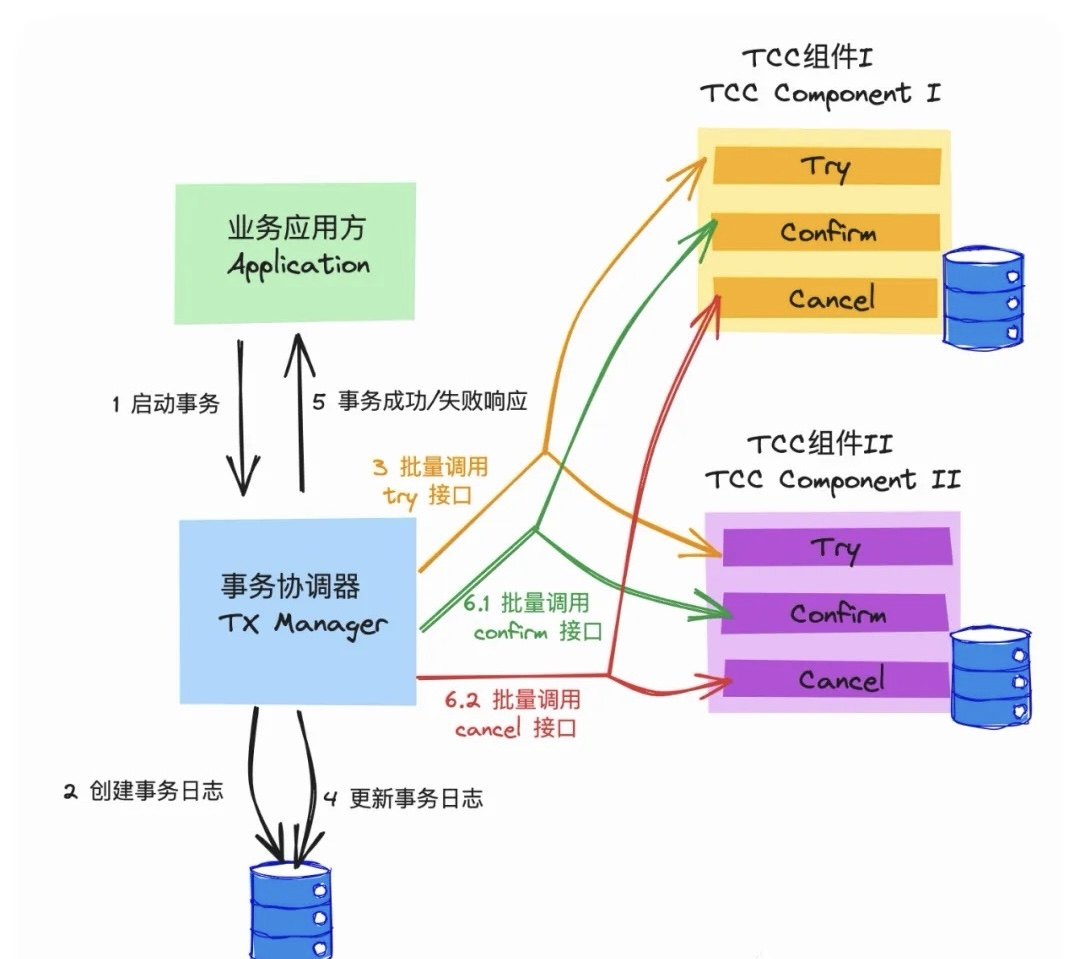 TCC组件I
TCC Component I
Try
Confirm
Cancel
业务应用方
Application
1 启动事务
5 事务成功/失败响应
3 批量调用
try 接口
TCC组件II
TCC Component II
Try
Confirm
Cancel
事务协调器
TX Manager
6.1 批量调用
confirm 接口
6.2 批量调用
cancel 接口
2 创建事务日志
4 更新事务日志